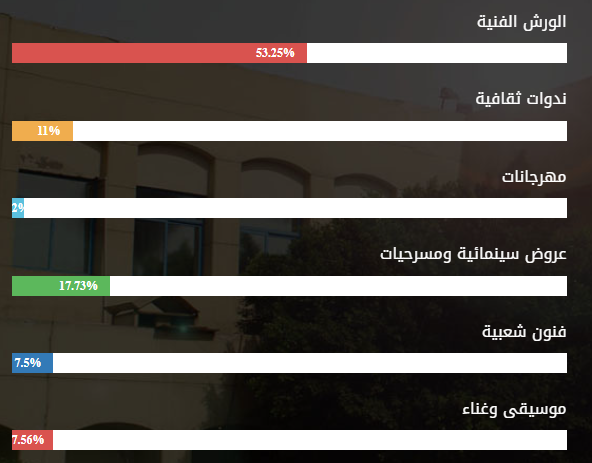 الورش الفنية
53.25%
ندوات ثقافية
11%
مهرجانات
2%
عروض سينمائية ومسرحيات
17.73%
فنون شعبية
7.5%
موسيقى وغناء
7.56%